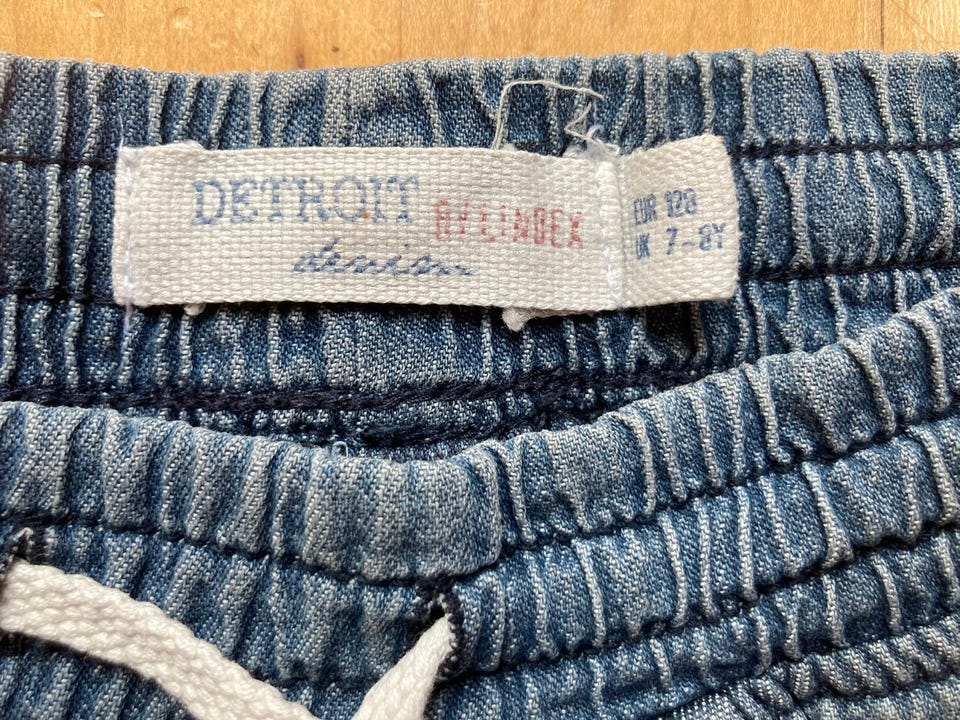 DETROIT
BY LINDEX
denim
EUR 128
UK 7-8Y